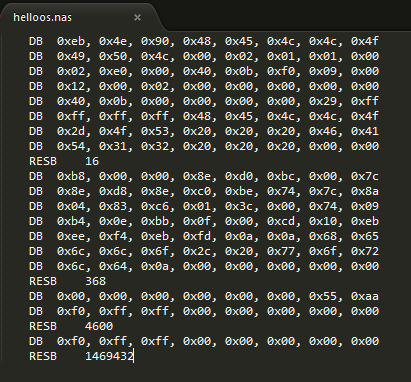 helloos.nas ×
DB 0xeb, 0x4e, 0x90, 0x48, 0x45, 0x4c, 0x4c, 0x4f
DB 0x49, 0x50, 0x4c, 0x00, 0x02, 0x01, 0x01, 0x00
DB 0x02, 0xe0, 0x00, 0x40, 0x0b, 0xf0, 0x09, 0x00
DB 0x12, 0x00, 0x02, 0x00, 0x00, 0x00, 0x00, 0x00
DB 0x40, 0x0b, 0x00, 0x00, 0x00, 0x00, 0x29, 0xff
DB 0xff, 0xff, 0xff, 0x48, 0x45, 0x4c, 0x4c, 0x4f
DB 0x2d, 0x4f, 0x53, 0x20, 0x20, 0x20, 0x46, 0x41
DB 0x54, 0x31, 0x32, 0x20, 0x20, 0x20, 0x00, 0x00
RESB 16
DB 0xb8, 0x00, 0x00, 0x8e, 0xd0, 0xbc, 0x00, 0x7c
DB 0x8e, 0xd8, 0x8e, 0xc0, 0xbe, 0x74, 0x7c, 0x8a
DB 0x04, 0x83, 0xc6, 0x01, 0x3c, 0x00, 0x74, 0x09
DB 0xb4, 0x0e, 0xbb, 0x0f, 0x00, 0xcd, 0x10, 0xeb
DB 0xee, 0xf4, 0xeb, 0xfd, 0x0a, 0x0a, 0x68, 0x65
DB 0x6c, 0x6c, 0x6f, 0x2c, 0x20, 0x77, 0x6f, 0x72
DB 0x6c, 0x64, 0x0a, 0x00, 0x00, 0x00, 0x00, 0x00
RESB 368
DB 0x00, 0x00, 0x00, 0x00, 0x00, 0x00, 0x55, 0xaa
DB 0xf0, 0xff, 0xff, 0x00, 0x00, 0x00, 0x00, 0x00
RESB 4600
DB 0xf0, 0xff, 0xff, 0x00, 0x00, 0x00, 0x00, 0x00
RESB 1469432